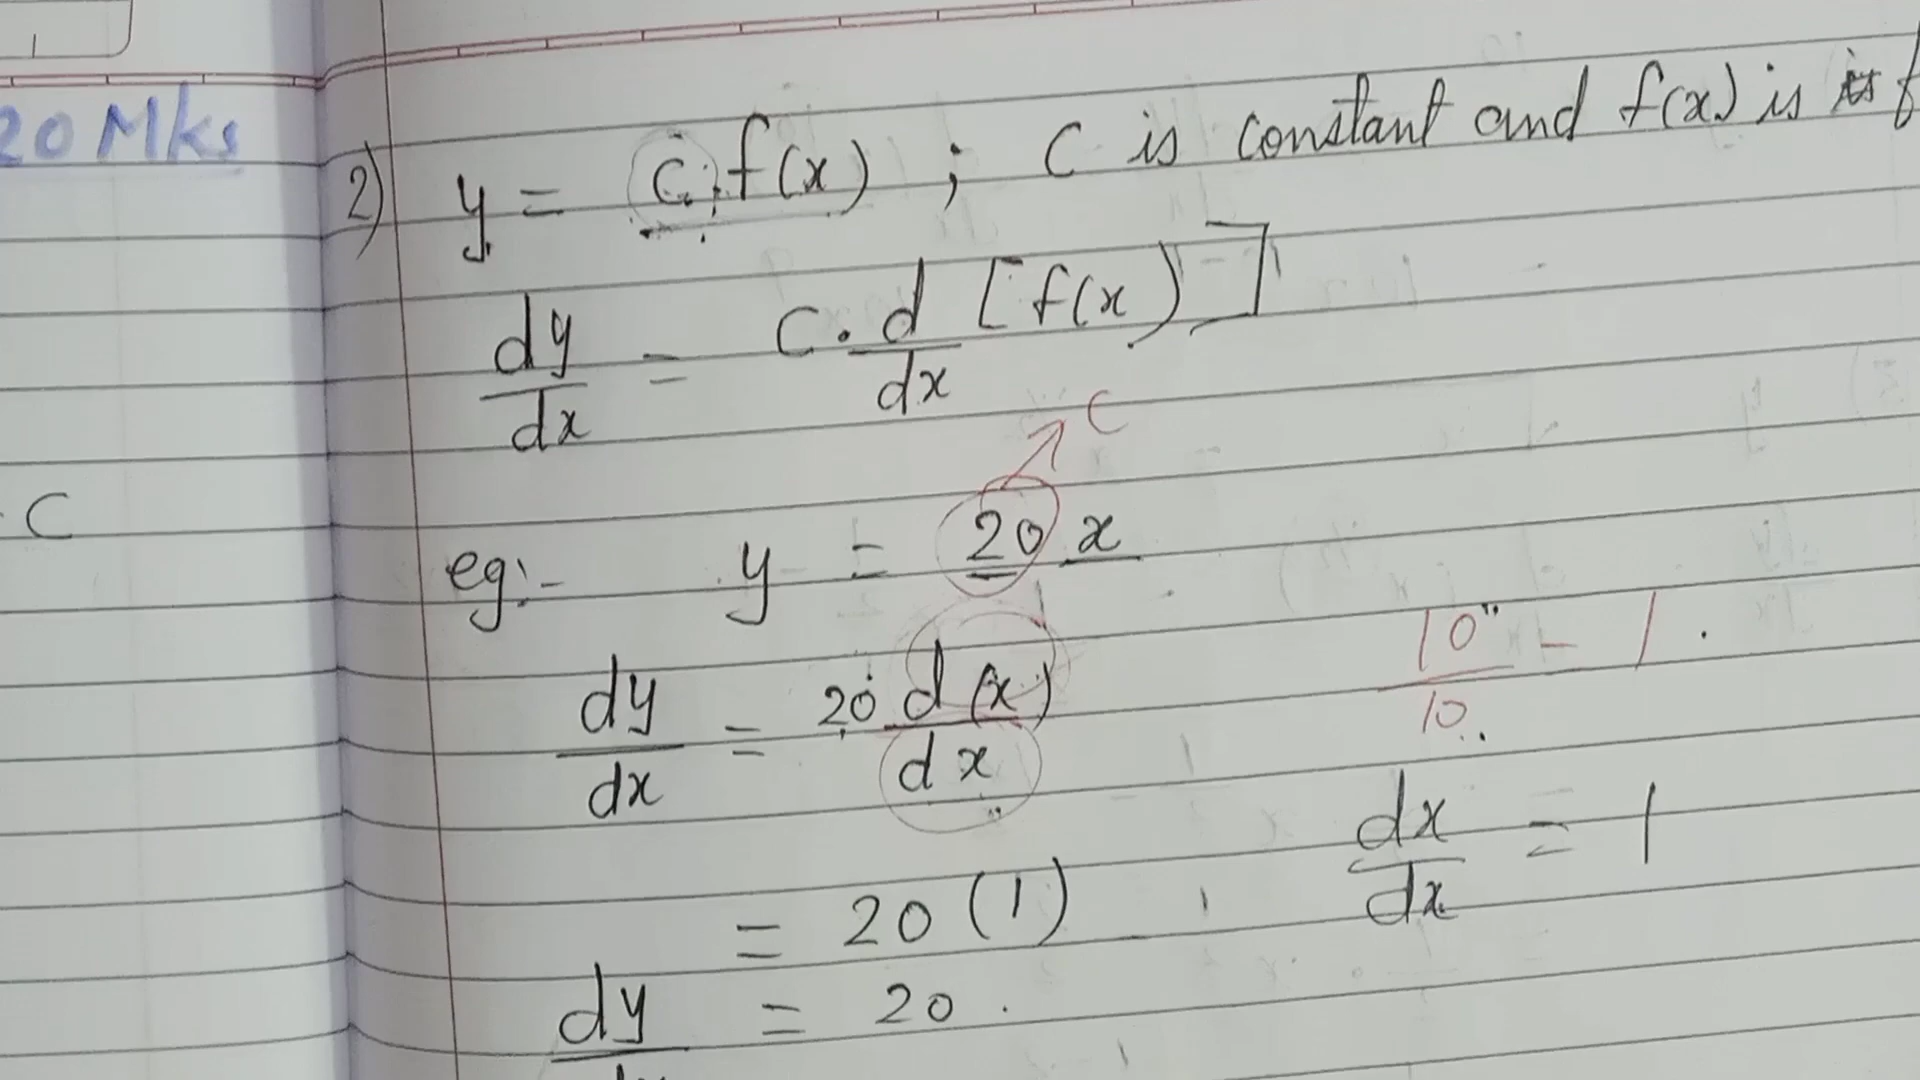 20 Mks
2) y = c.f(x) ; C is constant and f(x) is
dy/dx = C. d/dx [f(x)]
C
C
eg:- y = 20 x
dy/dx = 20 d(x)/dx
10/10 = 1.
= 20 (1)
dx/dx = 1
dy = 20.